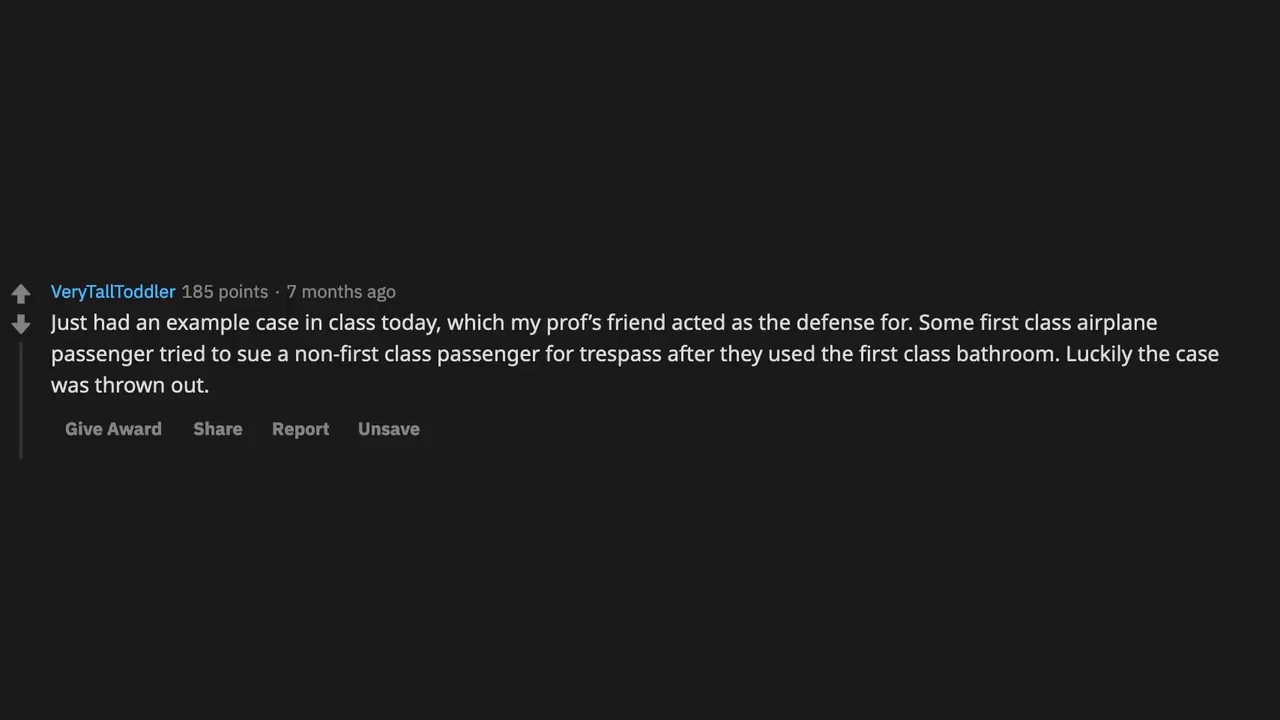 VeryTallToddler 185 points · 7 months ago
Just had an example case in class today, which my prof’s friend acted as the defense for. Some first class airplane
passenger tried to sue a non-first class passenger for trespass after they used the first class bathroom. Luckily the case
was thrown out.
Give Award Share Report Unsave